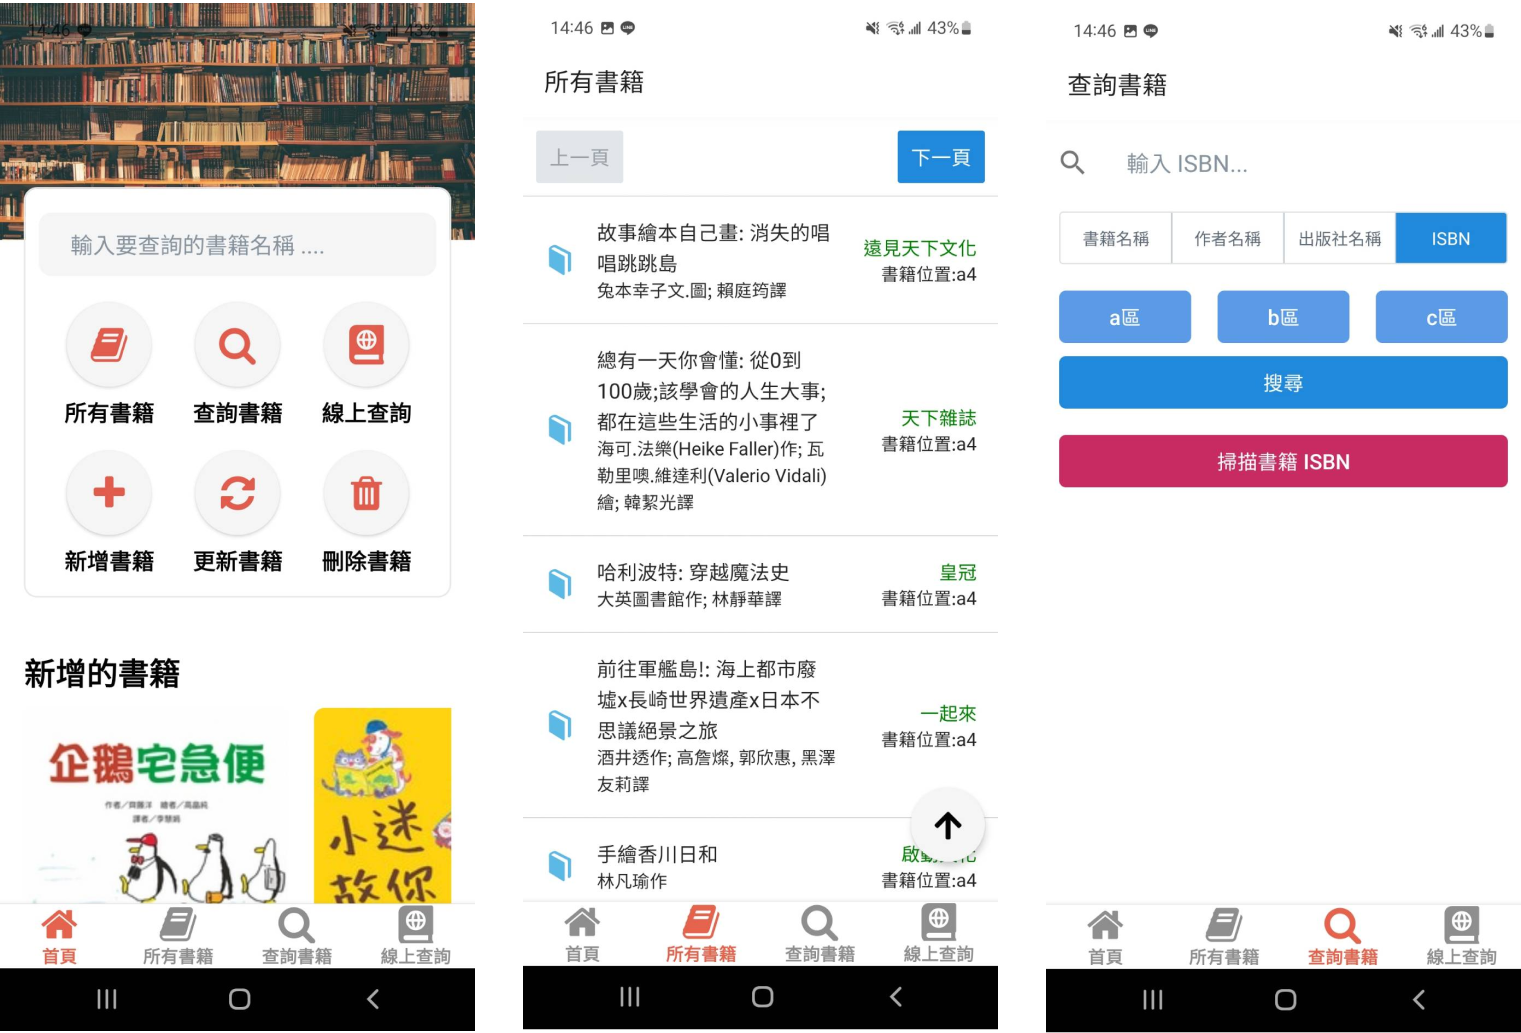 14:46
43%
輸入要查詢的書籍名稱 ....
所有書籍
查詢書籍
線上查詢
新增書籍
更新書籍
刪除書籍
新增的書籍
企鵝宅急便
小迷
故你
首頁
所有書籍
查詢書籍
線上查詢
14:46
43%
所有書籍
上一頁
下一頁
故事繪本自己畫: 消失的唱
唱跳跳島
兔本幸子文.圖; 賴庭筠譯
遠見天下文化
書籍位置:a4
總有一天你會懂: 從0到
100歲;該學會的人生大事;
都在這些生活的小事裡了
海可.法樂(Heike Faller)作; 瓦
勒里噢.維達利(Valerio Vidali)
繪; 韓絜光譯
天下雜誌
書籍位置:a4
哈利波特: 穿越魔法史
大英圖書館作; 林靜華譯
皇冠
書籍位置:a4
前往軍艦島!: 海上都市廢
墟x長崎世界遺產x日本不
思議絕景之旅
酒井透作; 高詹燦, 郭欣惠, 黑澤
友莉譯
一起來
書籍位置:a4
手繪香川日和
林凡瑜作
書籍位置:a4
首頁
所有書籍
查詢書籍
線上查詢
14:46
43%
查詢書籍
輸入 ISBN...
書籍名稱
作者名稱
出版社名稱
ISBN
a區
b區
c區
搜尋
掃描書籍 ISBN
首頁
所有書籍
查詢書籍
線上查詢